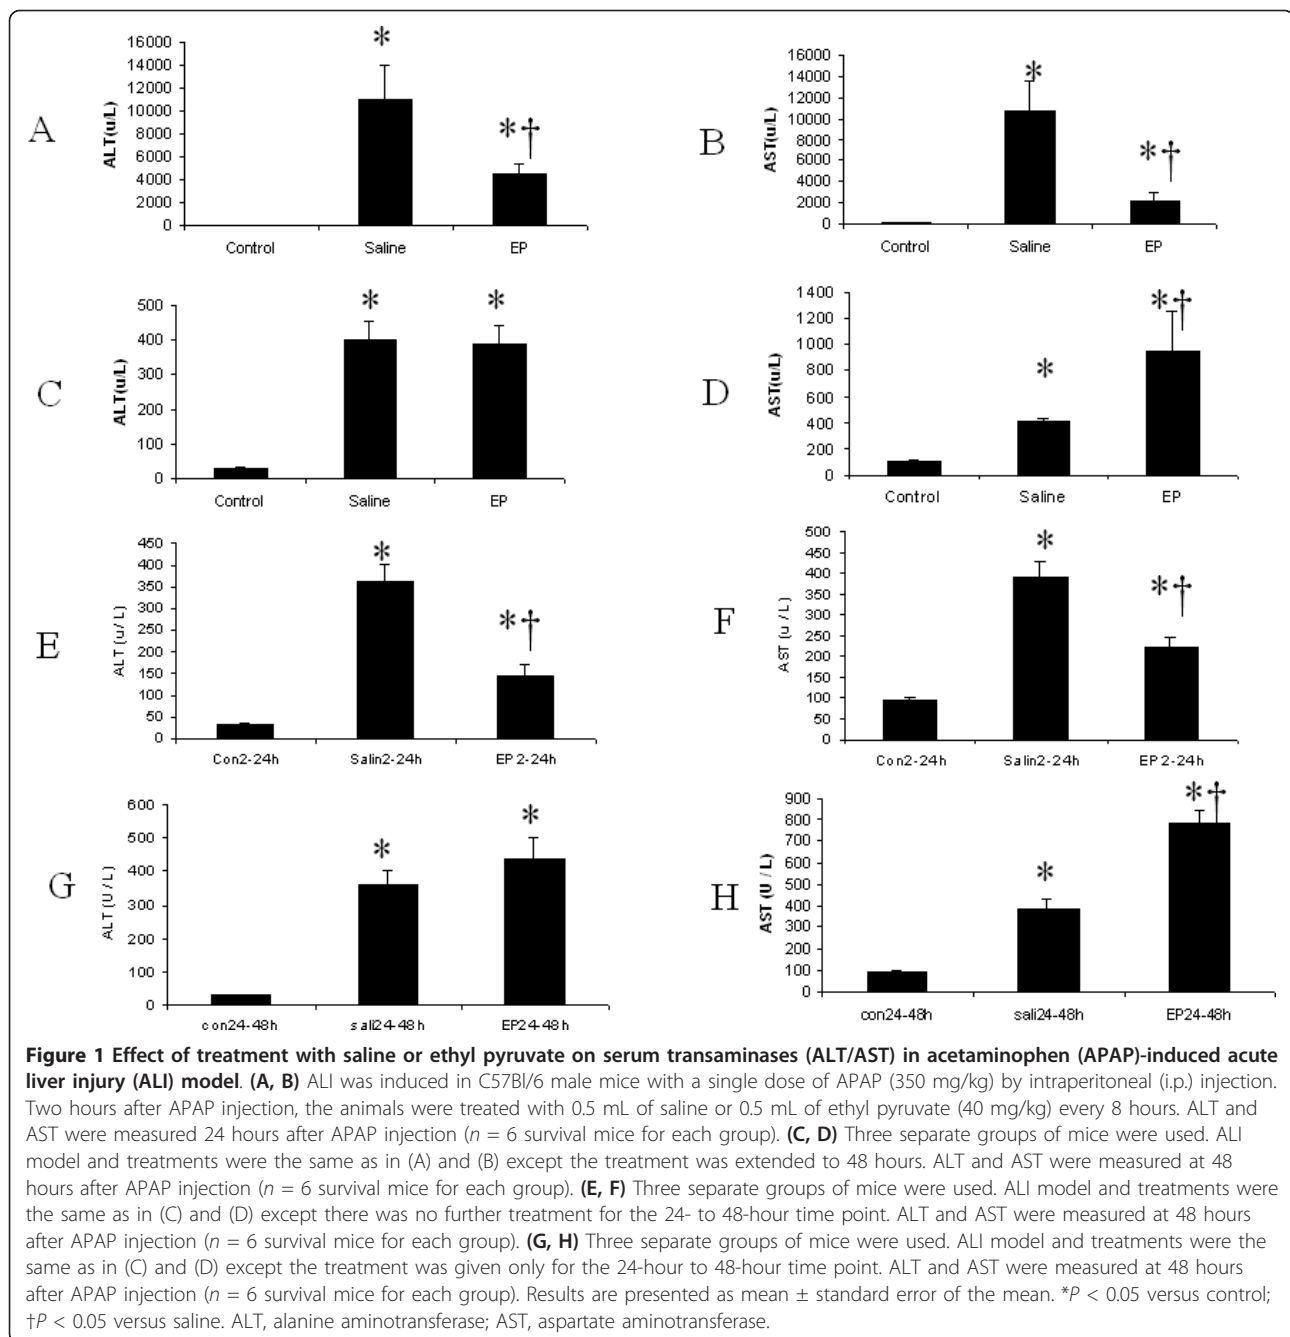 A
ALT(u/L)
16000
14000
12000
10000
8000
6000
4000
2000
0
*
*†
Control Saline EP
B
AST(u/L)
16000
14000
12000
10000
8000
6000
4000
2000
0
*
*†
Control Saline EP
C
ALT(u/L)
500
400
300
200
100
0
*
*
Control Saline EP
D
AST(u/L)
1400
1200
1000
800
600
400
200
0
*
*†
Control Saline EP
E
ALT (u / L)
450
400
350
300
250
200
150
100
50
0
*
*†
Con2-24h Salin2-24h EP2-24h
F
AST (u / L)
500
450
400
350
300
250
200
150
100
50
0
*
*†
Con2-24h Salin2-24h EP2-24h
G
ALT (U / L)
600
500
400
300
200
100
0
*
*
con24-48h sali24-48h EP24-48h
H
AST (U / L)
900
800
700
600
500
400
300
200
100
0
*
*†
con24-48h sali24-48h EP24-48h
Figure 1 Effect of treatment with saline or ethyl pyruvate on serum transaminases (ALT/AST) in acetaminophen (APAP)-induced acute
liver injury (ALI) model. (A, B) ALI was induced in C57Bl/6 male mice with a single dose of APAP (350 mg/kg) by intraperitoneal (i.p.) injection.
Two hours after APAP injection, the animals were treated with 0.5 mL of saline or 0.5 mL of ethyl pyruvate (40 mg/kg) every 8 hours. ALT and
AST were measured 24 hours after APAP injection (n = 6 survival mice for each group). (C, D) Three separate groups of mice were used. ALI
model and treatments were the same as in (A) and (B) except the treatment was extended to 48 hours. ALT and AST were measured at 48
hours after APAP injection (n = 6 survival mice for each group). (E, F) Three separate groups of mice were used. ALI model and treatments were
the same as in (C) and (D) except there was no further treatment for the 24- to 48-hour time point. ALT and AST were measured at 48 hours
after APAP injection (n = 6 survival mice for each group). (G, H) Three separate groups of mice were used. ALI model and treatments were the
same as in (C) and (D) except the treatment was given only for the 24-hour to 48-hour time point. ALT and AST were measured at 48 hours
after APAP injection (n = 6 survival mice for each group). Results are presented as mean ± standard error of the mean. *P < 0.05 versus control;
†P < 0.05 versus saline. ALT, alanine aminotransferase; AST, aspartate aminotransferase.